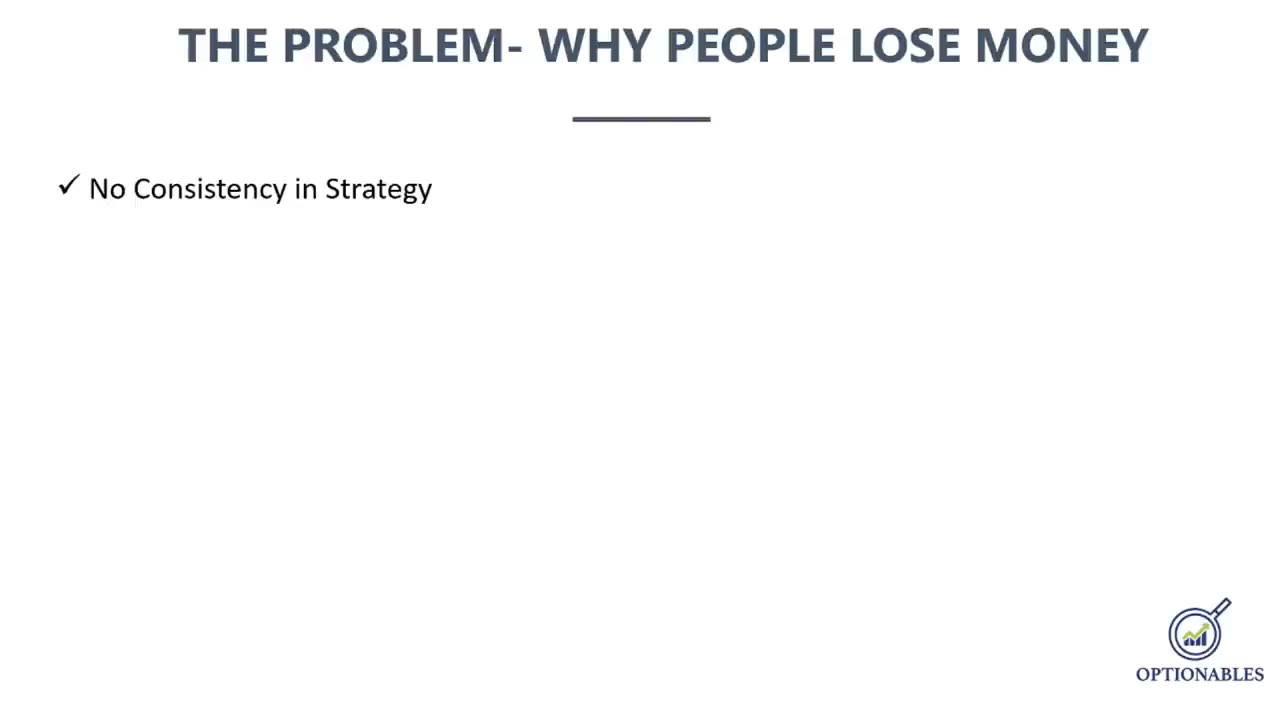 THE PROBLEM- WHY PEOPLE LOSE MONEY
✓ No Consistency in Strategy
OPTIONABLES